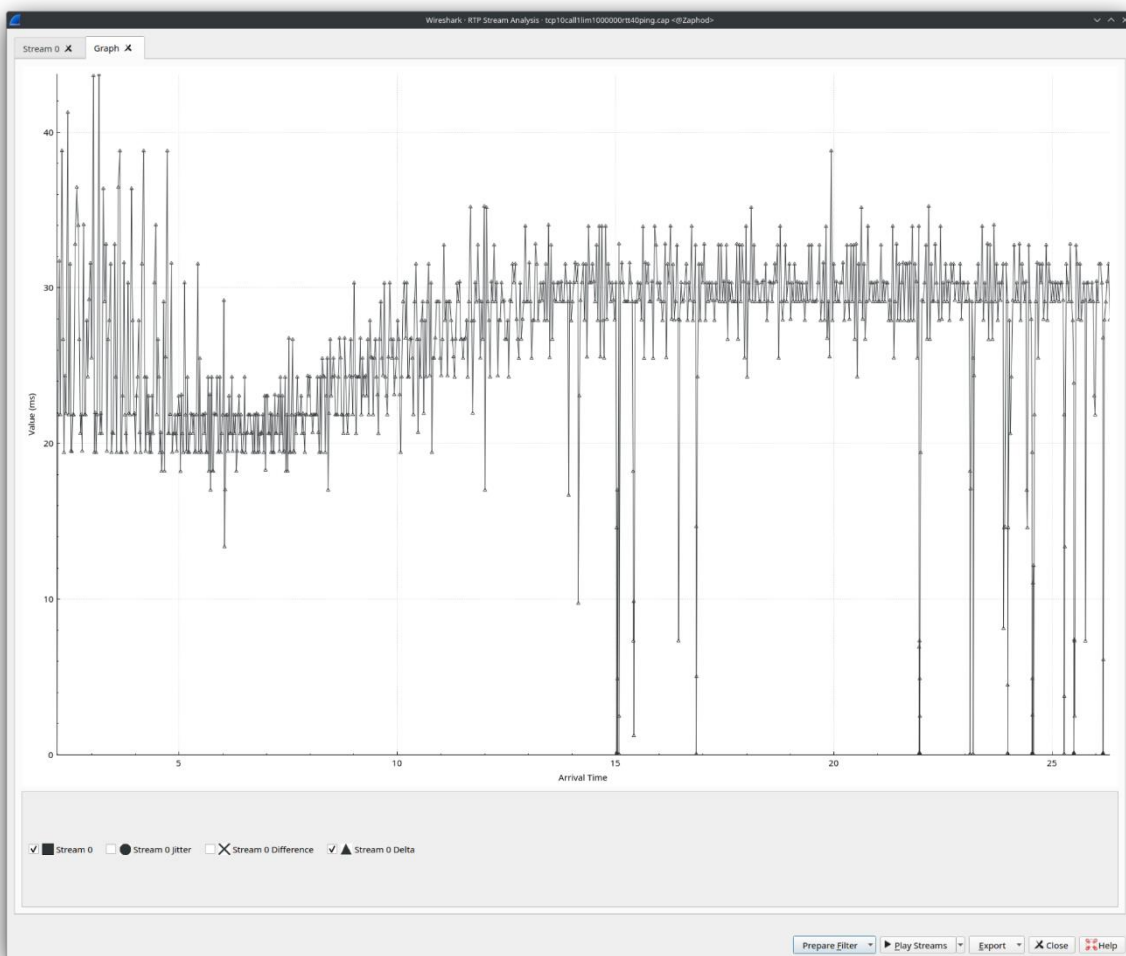 Wireshark · RTP Stream Analysis · tcp10call1lim1000000rtt40ping.cap <@Zaphod>
Stream 0
Graph
40
30
20
10
0
Value (ms)
5 10 15 20 25
Arrival Time
Stream 0 Stream 0 Jitter Stream 0 Difference Stream 0 Delta
Prepare Filter Play Streams Export Close Help